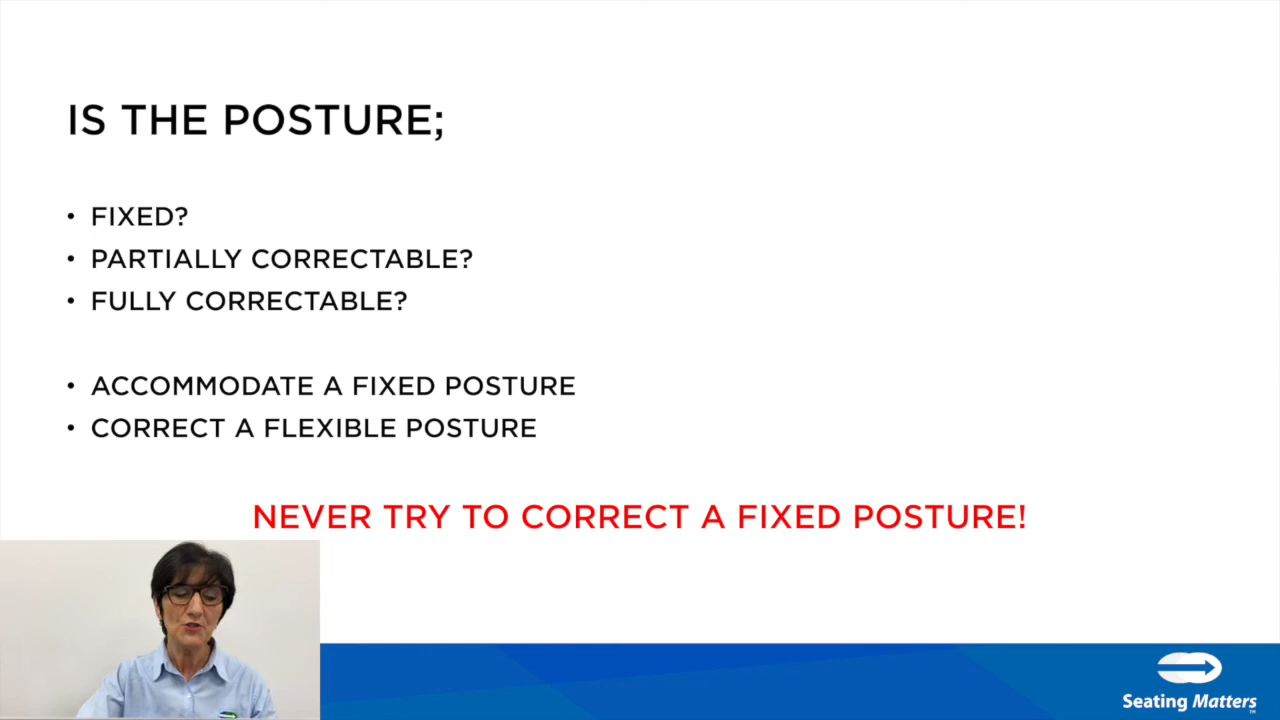 IS THE POSTURE;
• FIXED?
• PARTIALLY CORRECTABLE?
• FULLY CORRECTABLE?
• ACCOMMODATE A FIXED POSTURE
• CORRECT A FLEXIBLE POSTURE
NEVER TRY TO CORRECT A FIXED POSTURE!
Seating Matters
TM